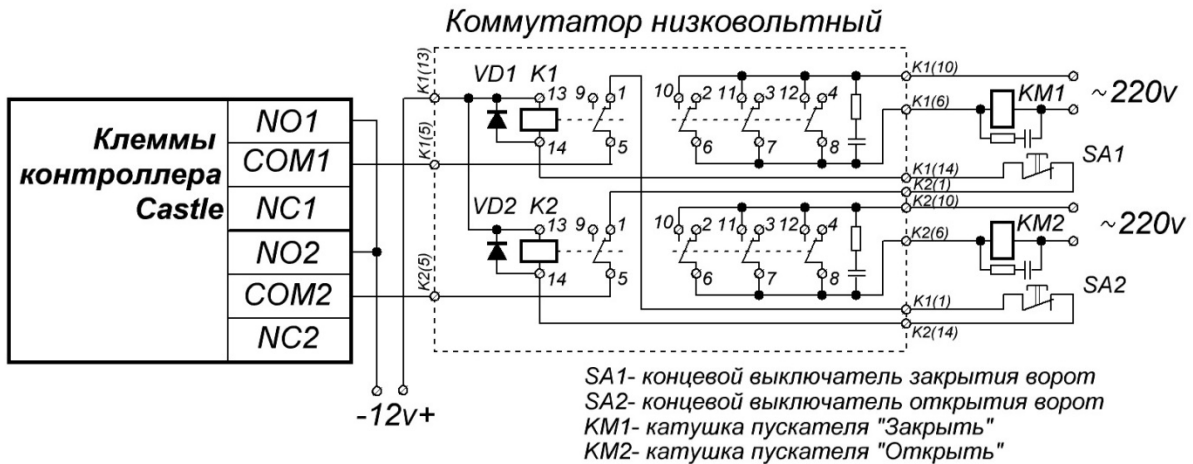 Коммутатор низковольтный
Клеммы
контроллера
Castle
NO1
COM1
NC1
NO2
COM2
NC2
-12v+
K1(13)
K1(5)
K2(5)
VD1 K1
13 9 1
14 5
10 2 11 3 12 4
6 7 8
VD2 K2
13 9 1
14 5
10 2 11 3 12 4
6 7 8
K1(10)
K1(6)
KM1
~220v
K1(14)
SA1
K2(1)
K2(10)
~220v
K2(6)
KM2
SA2
K1(1)
K2(14)
SA1- концевой выключатель закрытия ворот
SA2- концевой выключатель открытия ворот
KM1- катушка пускателя "Закрыть"
KM2- катушка пускателя "Открыть"